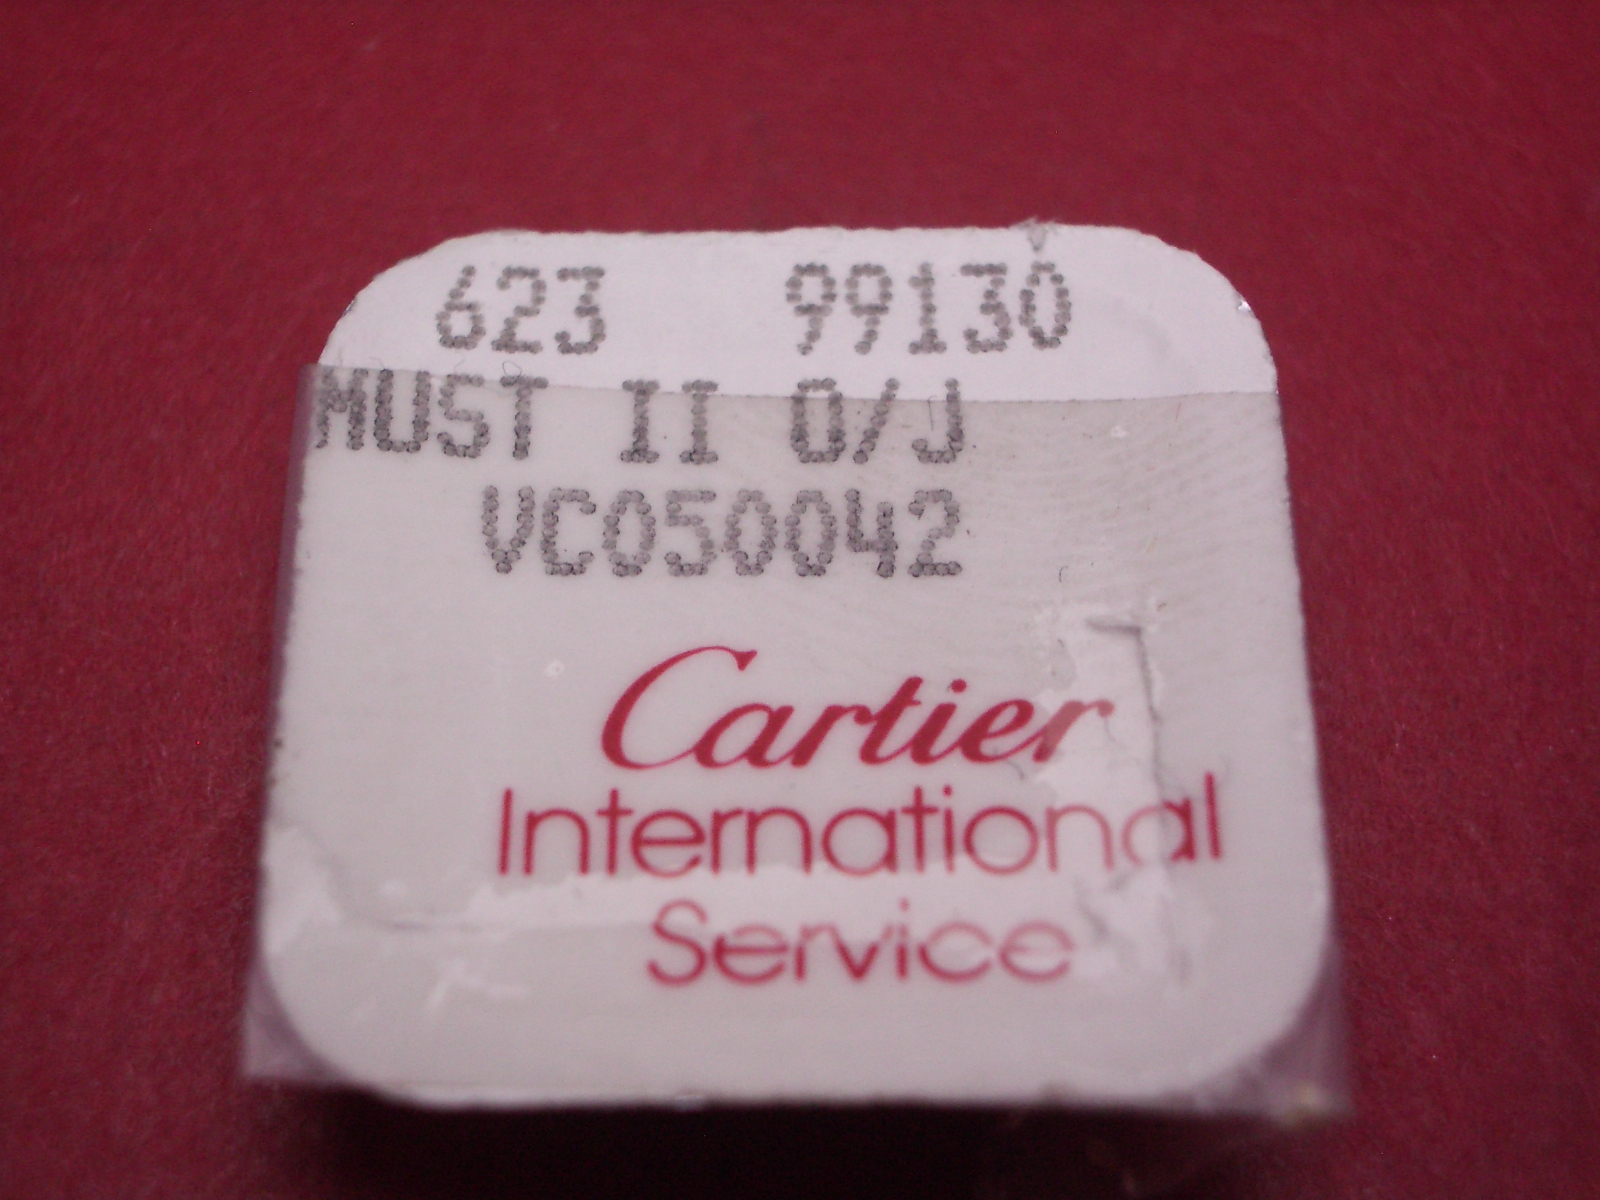 623 99130
MUST II O/J
VC050042
Cartier
International
Service